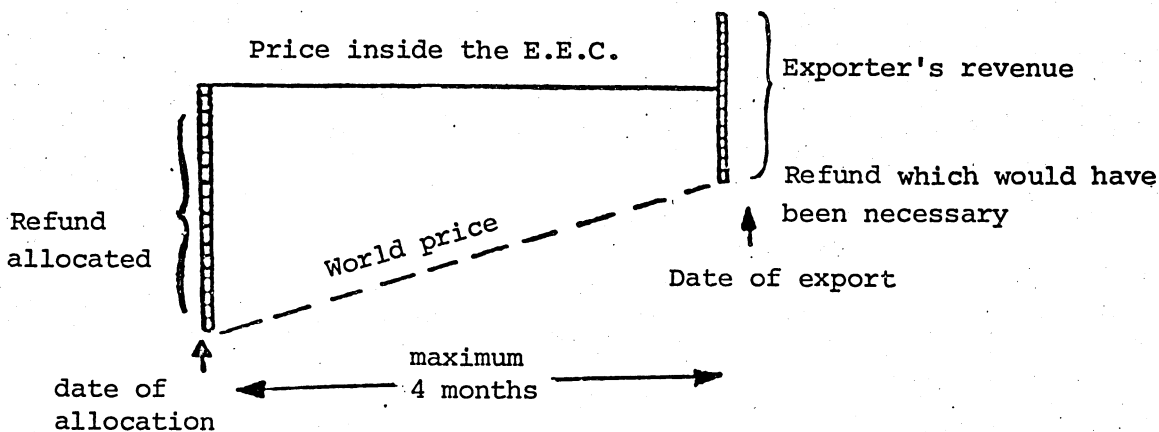 Price inside the E.E.C.
Exporter's revenue
Refund which would have
been necessary
Refund
allocated
World price
Date of export
maximum
4 months
date of
allocation